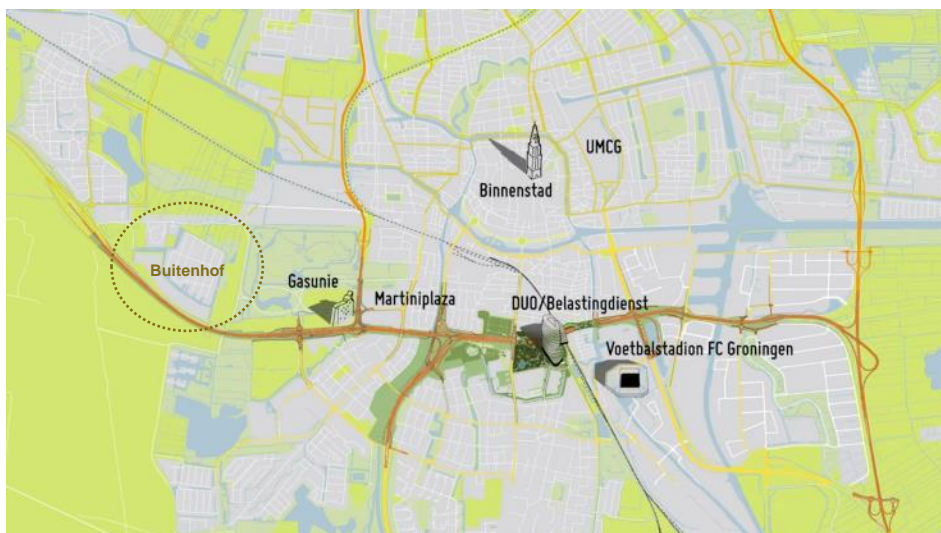 UMCG
Binnenstad
Buitenhof
Gasunie
Martiniplaza
DUO/Belastingdienst
Voetbalstadion FC Groningen